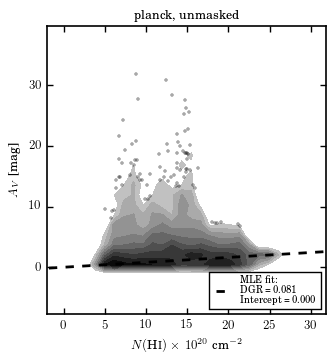 planck, unmasked
30
20
10
0
A_V [mag]
MLE fit:
DGR = 0.081
Intercept = 0.000
0 5 10 15 20 25 30
N(HI) × 10^20 cm^−2